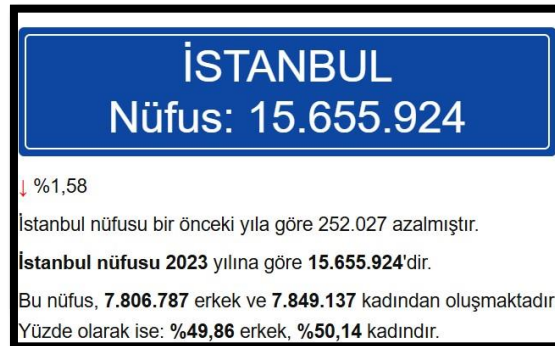 İSTANBUL
Nüfus: 15.655.924
↓ %1,58
İstanbul nüfusu bir önceki yıla göre 252.027 azalmıştır.
İstanbul nüfusu 2023 yılına göre 15.655.924'dir.
Bu nüfus, 7.806.787 erkek ve 7.849.137 kadından oluşmaktadır
Yüzde olarak ise: %49,86 erkek, %50,14 kadındır.